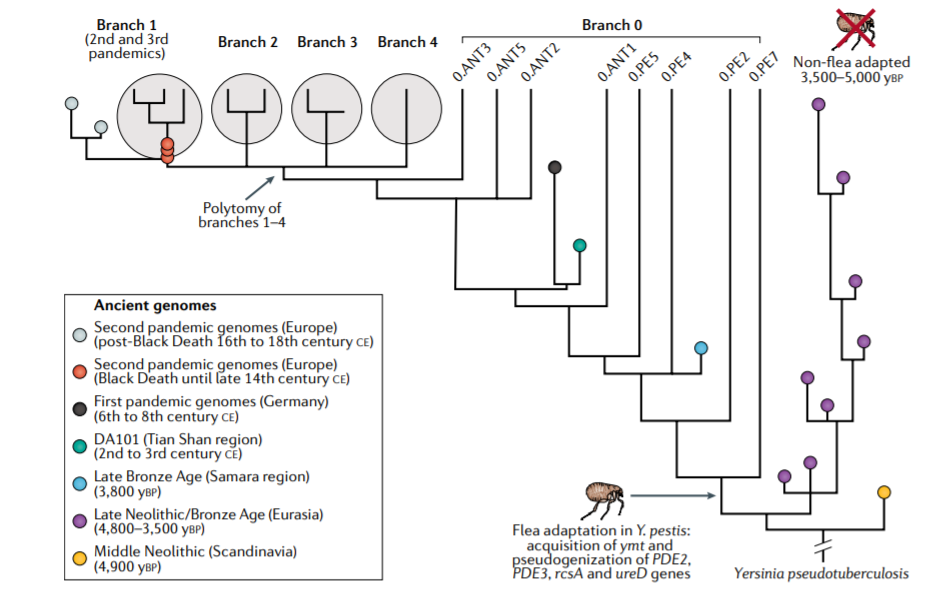 Branch 1
(2nd and 3rd
pandemics)
Branch 2
Branch 3
Branch 4
Branch 0
0.ANT3
0.ANT5
0.ANT2
0.ANT1
0.PE5
0.PE4
0.PE2
0.PE7
Non-flea adapted
3,500–5,000 yBP
Polytomy of
branches 1–4
Ancient genomes
Second pandemic genomes (Europe)
(post-Black Death 16th to 18th century CE)
Second pandemic genomes (Europe)
(Black Death until late 14th century CE)
First pandemic genomes (Germany)
(6th to 8th century CE)
DA101 (Tian Shan region)
(2nd to 3rd century CE)
Late Bronze Age (Samara region)
(3,800 yBP)
Late Neolithic/Bronze Age (Eurasia)
(4,800–3,500 yBP)
Middle Neolithic (Scandinavia)
(4,900 yBP)
Flea adaptation in Y. pestis:
acquisition of ymt and
pseudogenization of PDE2,
PDE3, rcsA and ureD genes
Yersinia pseudotuberculosis